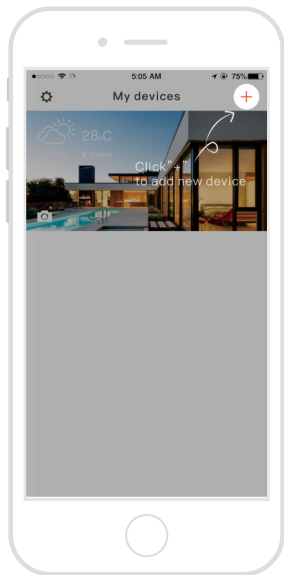 5:05 AM
75%
My devices
+
28.C
Click"+"
to add new device